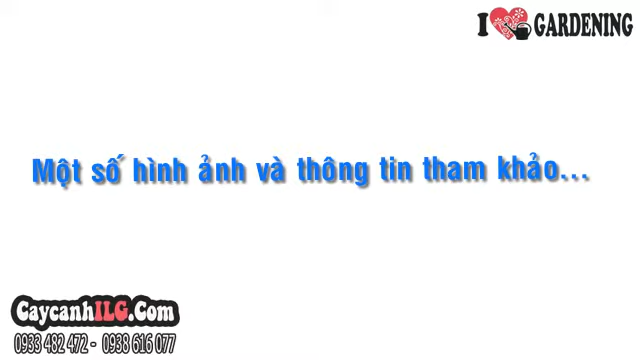 I GARDENING
Một số hình ảnh và thông tin tham khảo...
CaycanhILG.Com
0933 482 472 - 0938 616 077